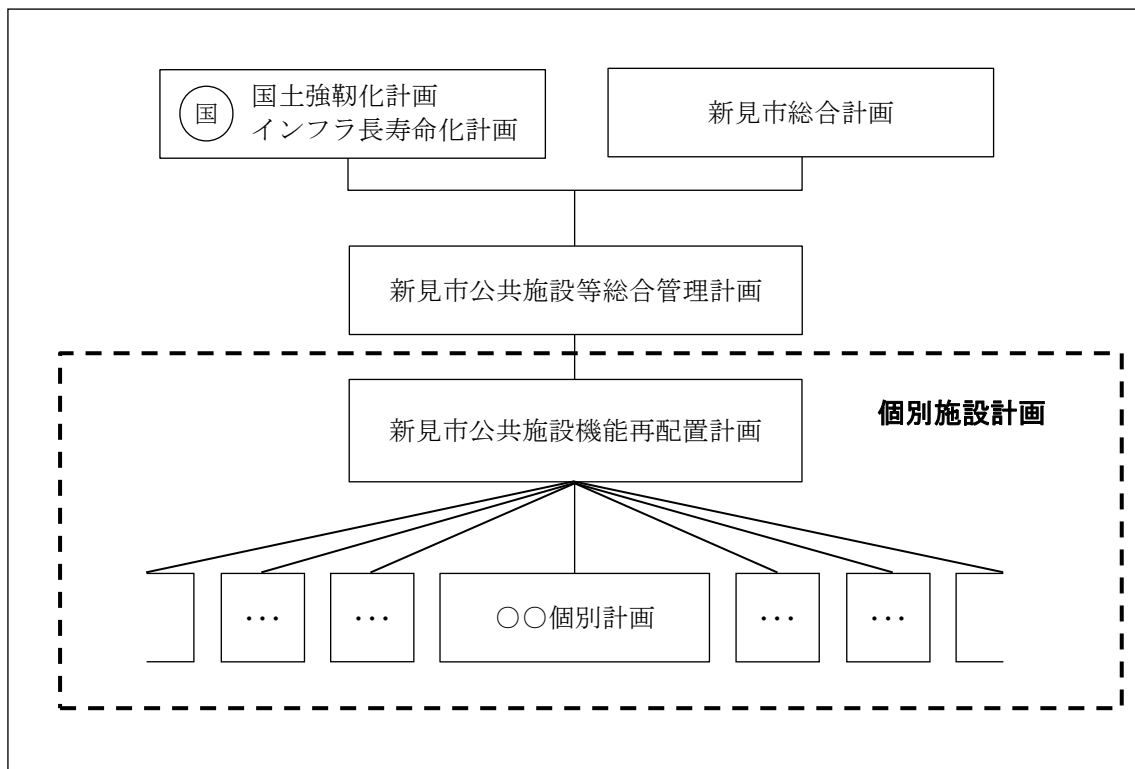 国
国土強靭化計画
インフラ長寿命化計画
新見市総合計画
新見市公共施設等総合管理計画
個別施設計画
新見市公共施設機能再配置計画
…
…
○○個別計画
…
…